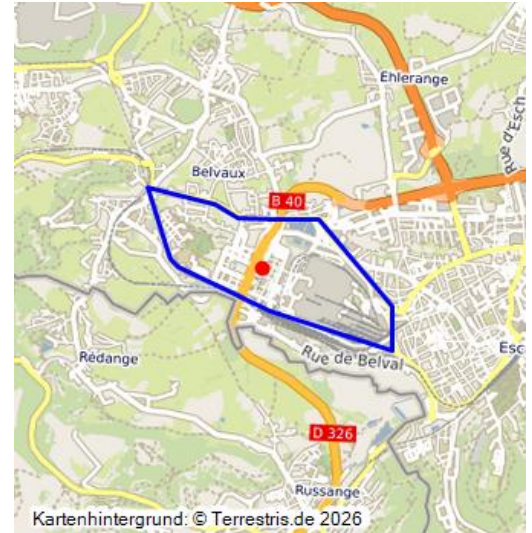 Ehlerange
Rue d'Esch
Belvaux
B 40
Rédange
Rue de Belval
Esc
D 326
Russange
Kartenhintergrund: © Terrestris.de 2026